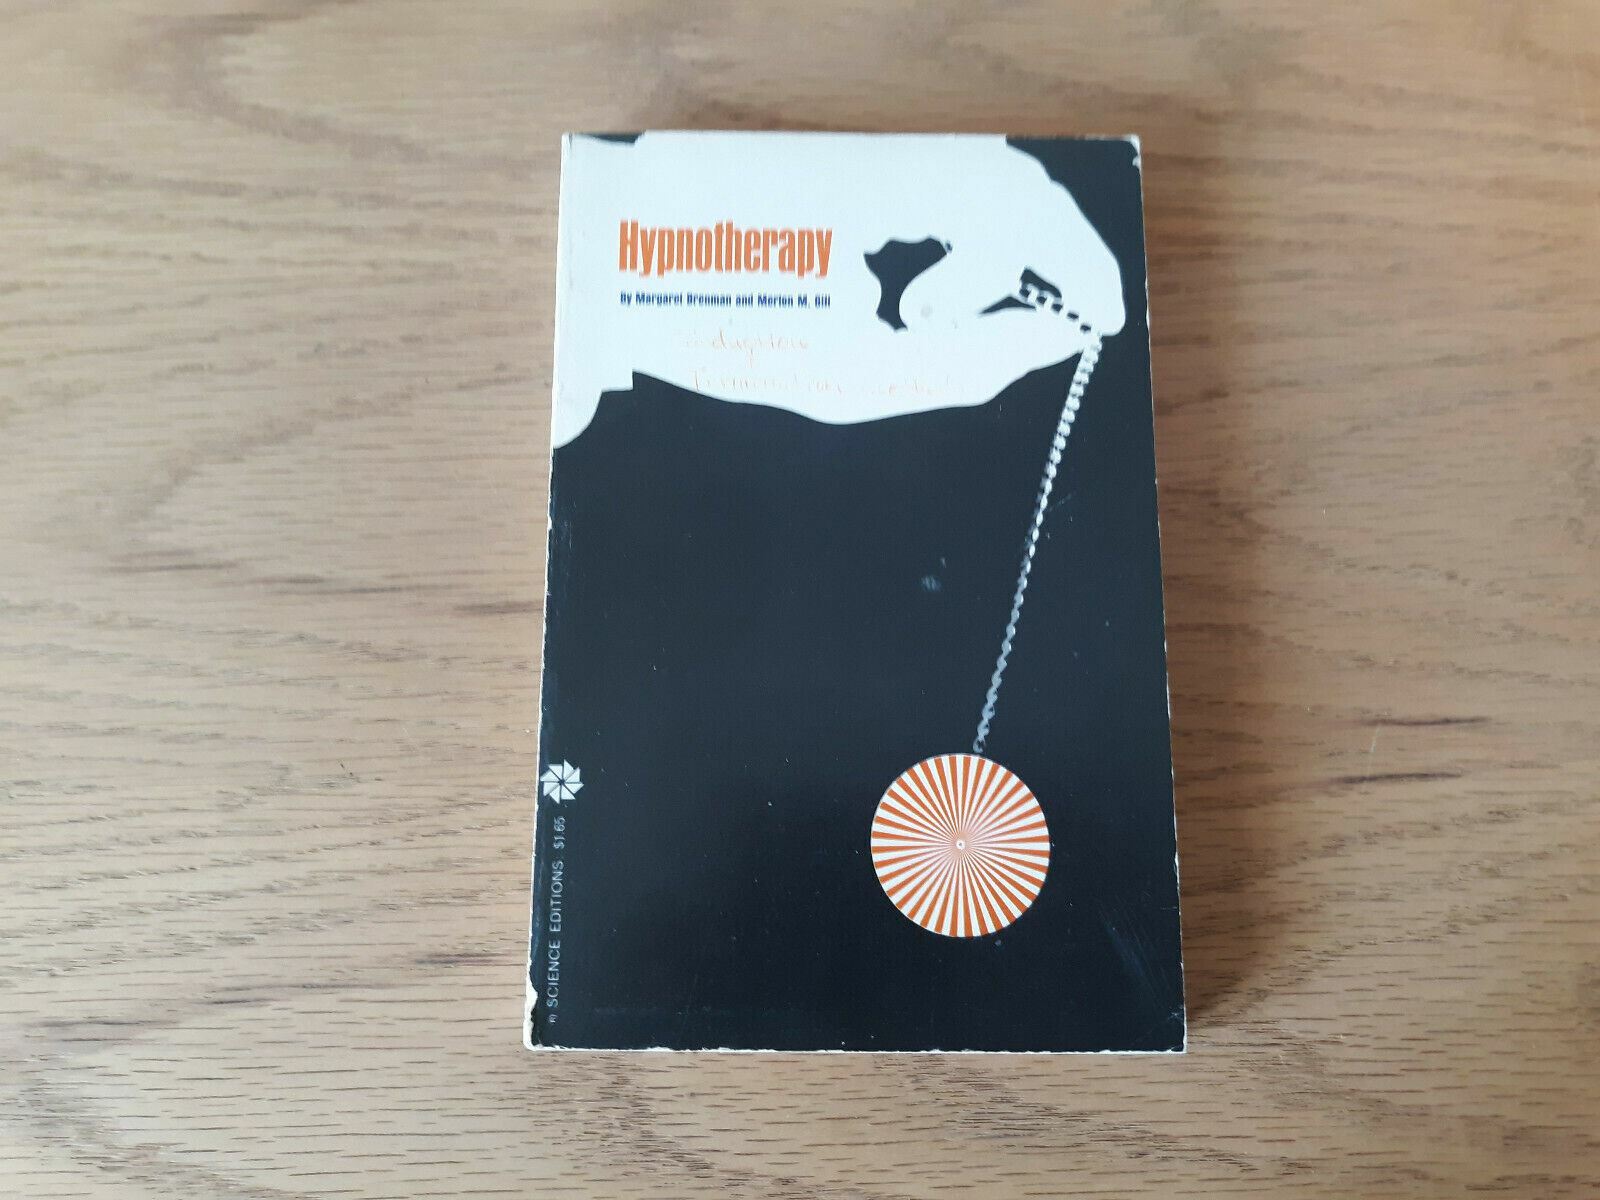 Hypnotherapy
by Margaret Brenman and Merton M. Gill
SCIENCE EDITIONS $1.65